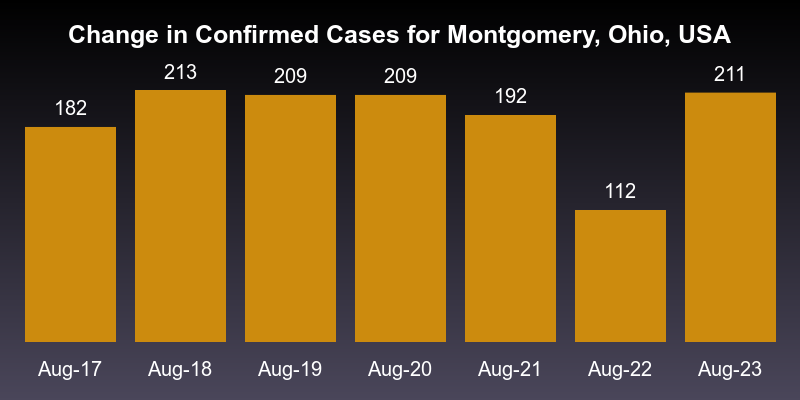 Change in Confirmed Cases for Montgomery, Ohio, USA
182 213 209 209 192 112 211
Aug-17 Aug-18 Aug-19 Aug-20 Aug-21 Aug-22 Aug-23